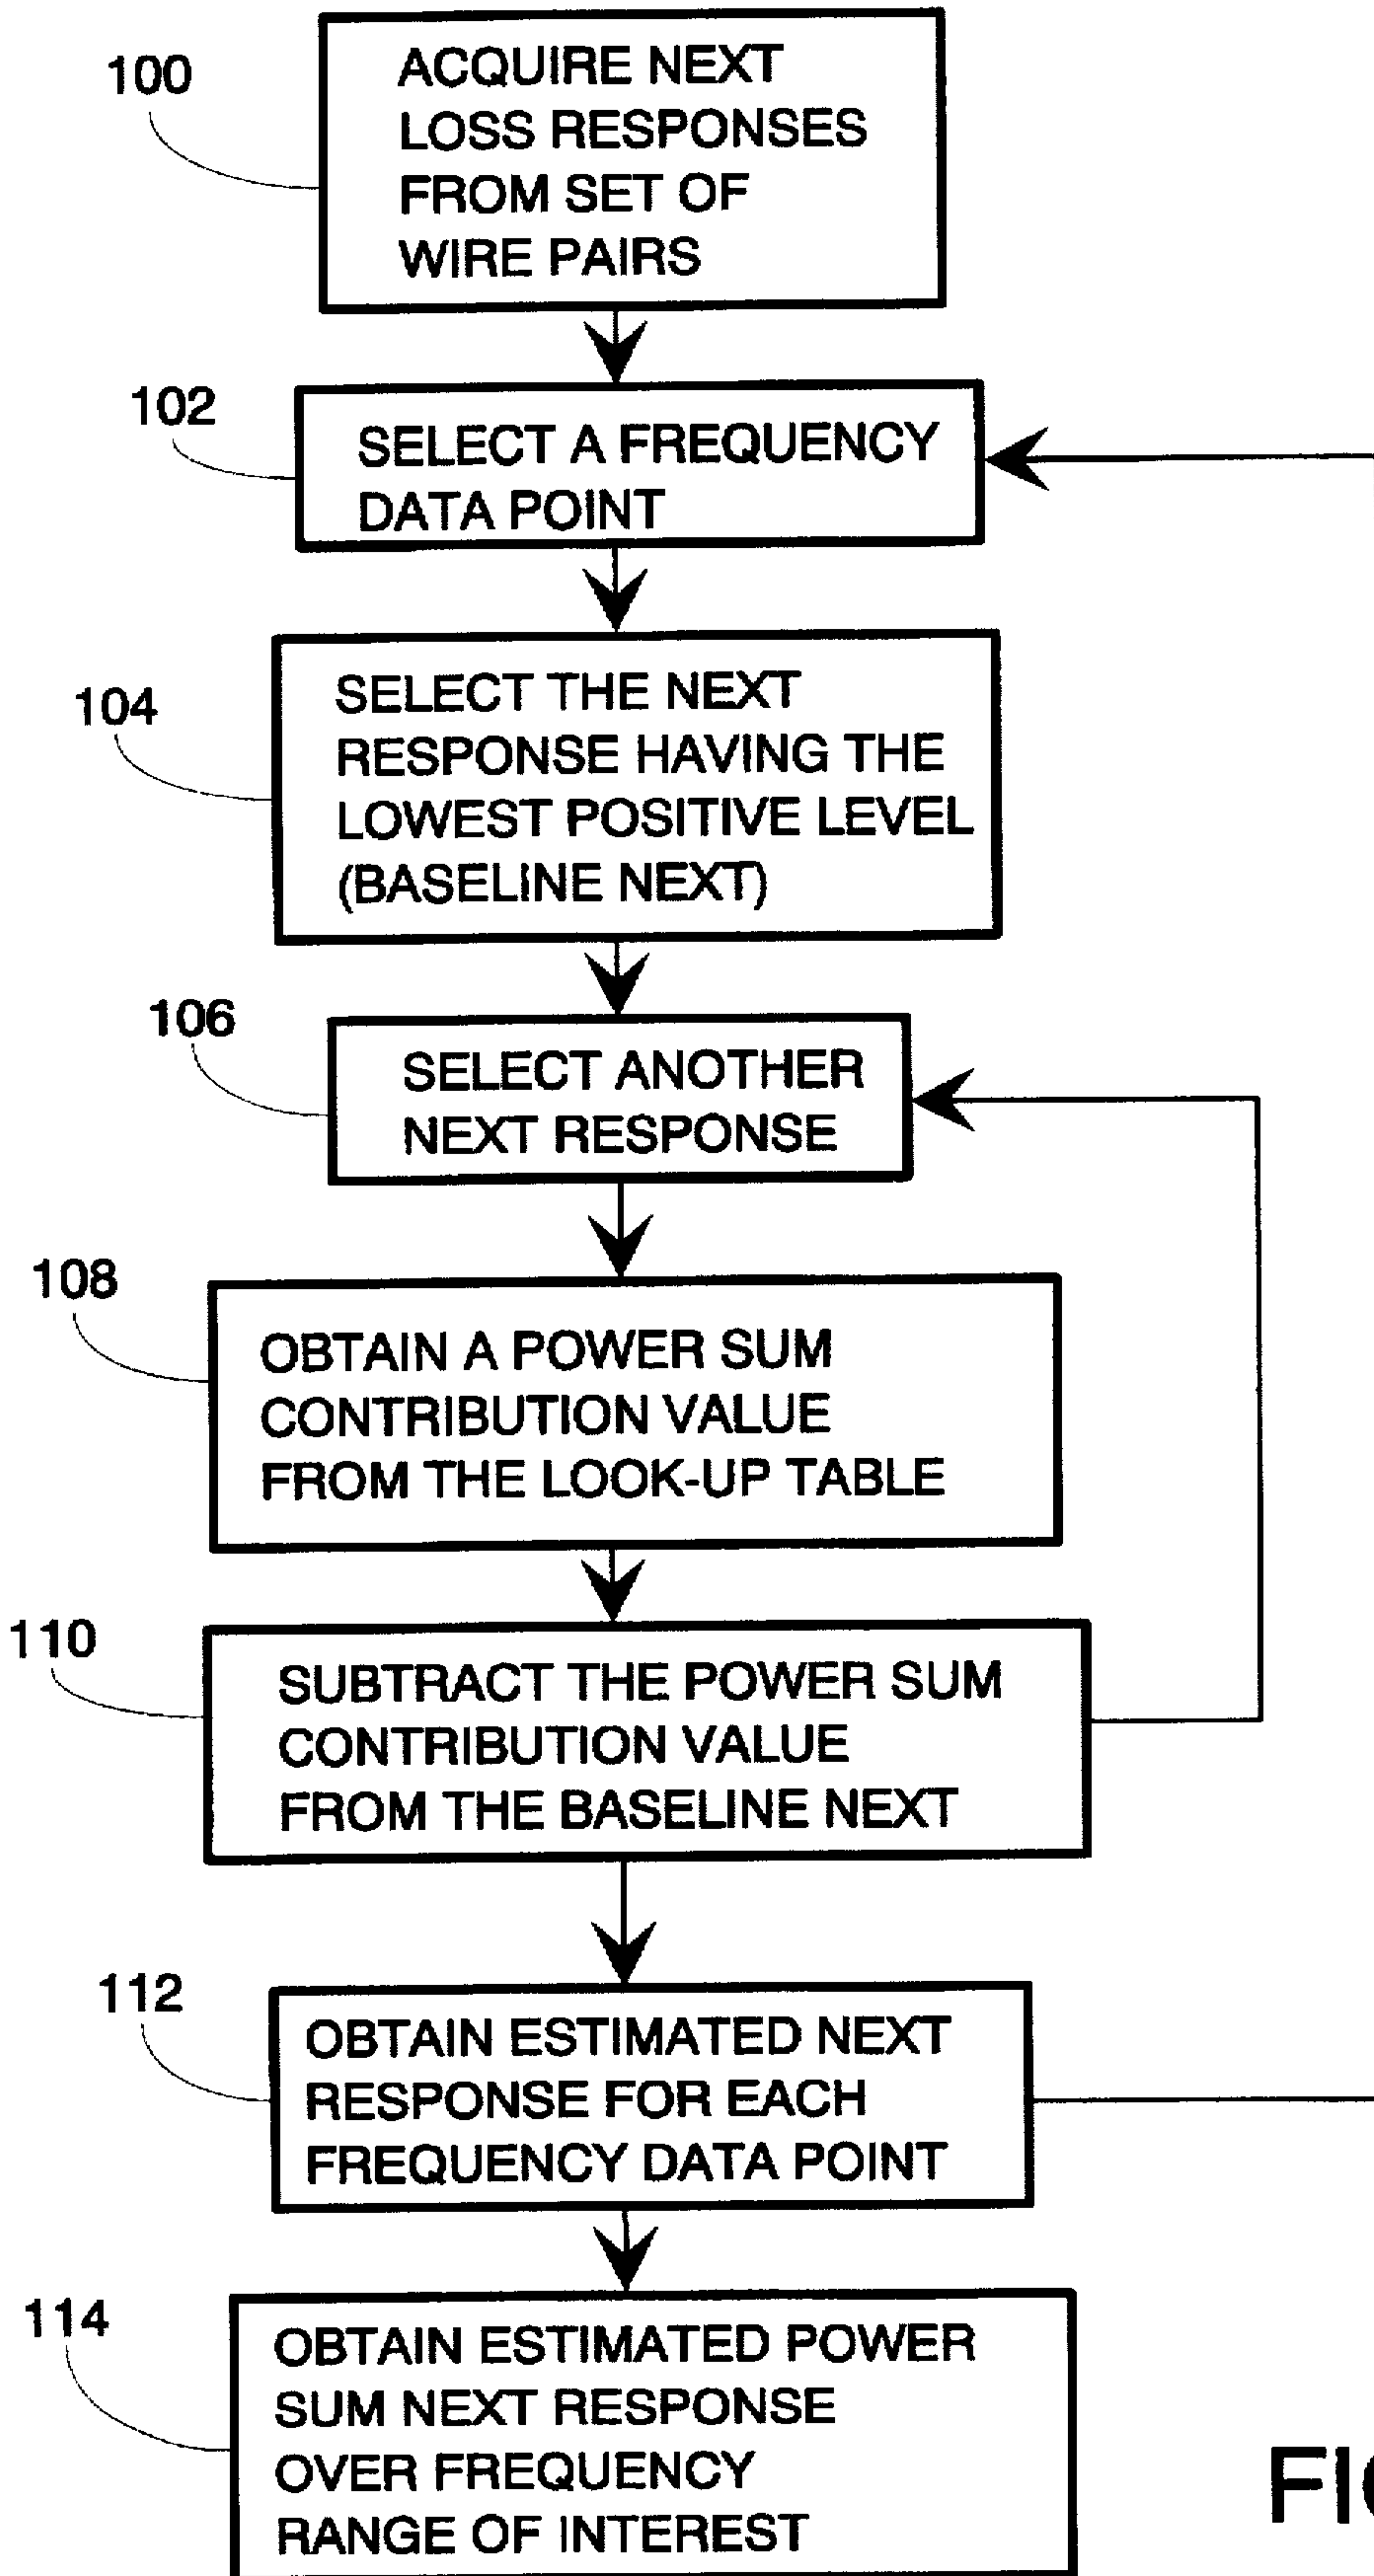 100
ACQUIRE NEXT
LOSS RESPONSES
FROM SET OF
WIRE PAIRS
102
SELECT A FREQUENCY
DATA POINT
104
SELECT THE NEXT
RESPONSE HAVING THE
LOWEST POSITIVE LEVEL
(BASELINE NEXT)
106
SELECT ANOTHER
NEXT RESPONSE
108
OBTAIN A POWER SUM
CONTRIBUTION VALUE
FROM THE LOOK-UP TABLE
110
SUBTRACT THE POWER SUM
CONTRIBUTION VALUE
FROM THE BASELINE NEXT
112
OBTAIN ESTIMATED NEXT
RESPONSE FOR EACH
FREQUENCY DATA POINT
114
OBTAIN ESTIMATED POWER
SUM NEXT RESPONSE
OVER FREQUENCY
RANGE OF INTEREST